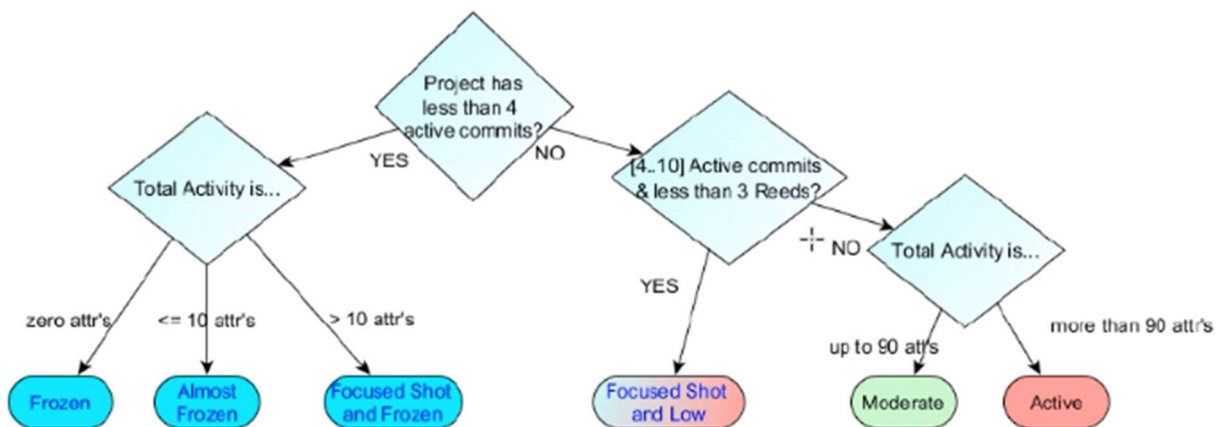 Project has
less than 4
active commits?
YES
NO
Total Activity is...
[4..10] Active commits
& less than 3 Reeds?
NO
Total Activity is...
YES
zero attr's
<= 10 attr's
> 10 attr's
more than 90 attr's
up to 90 att's
Frozen
Almost
Frozen
Focused Shot
and Frozen
Focused Shot
and Low
Moderate
Active